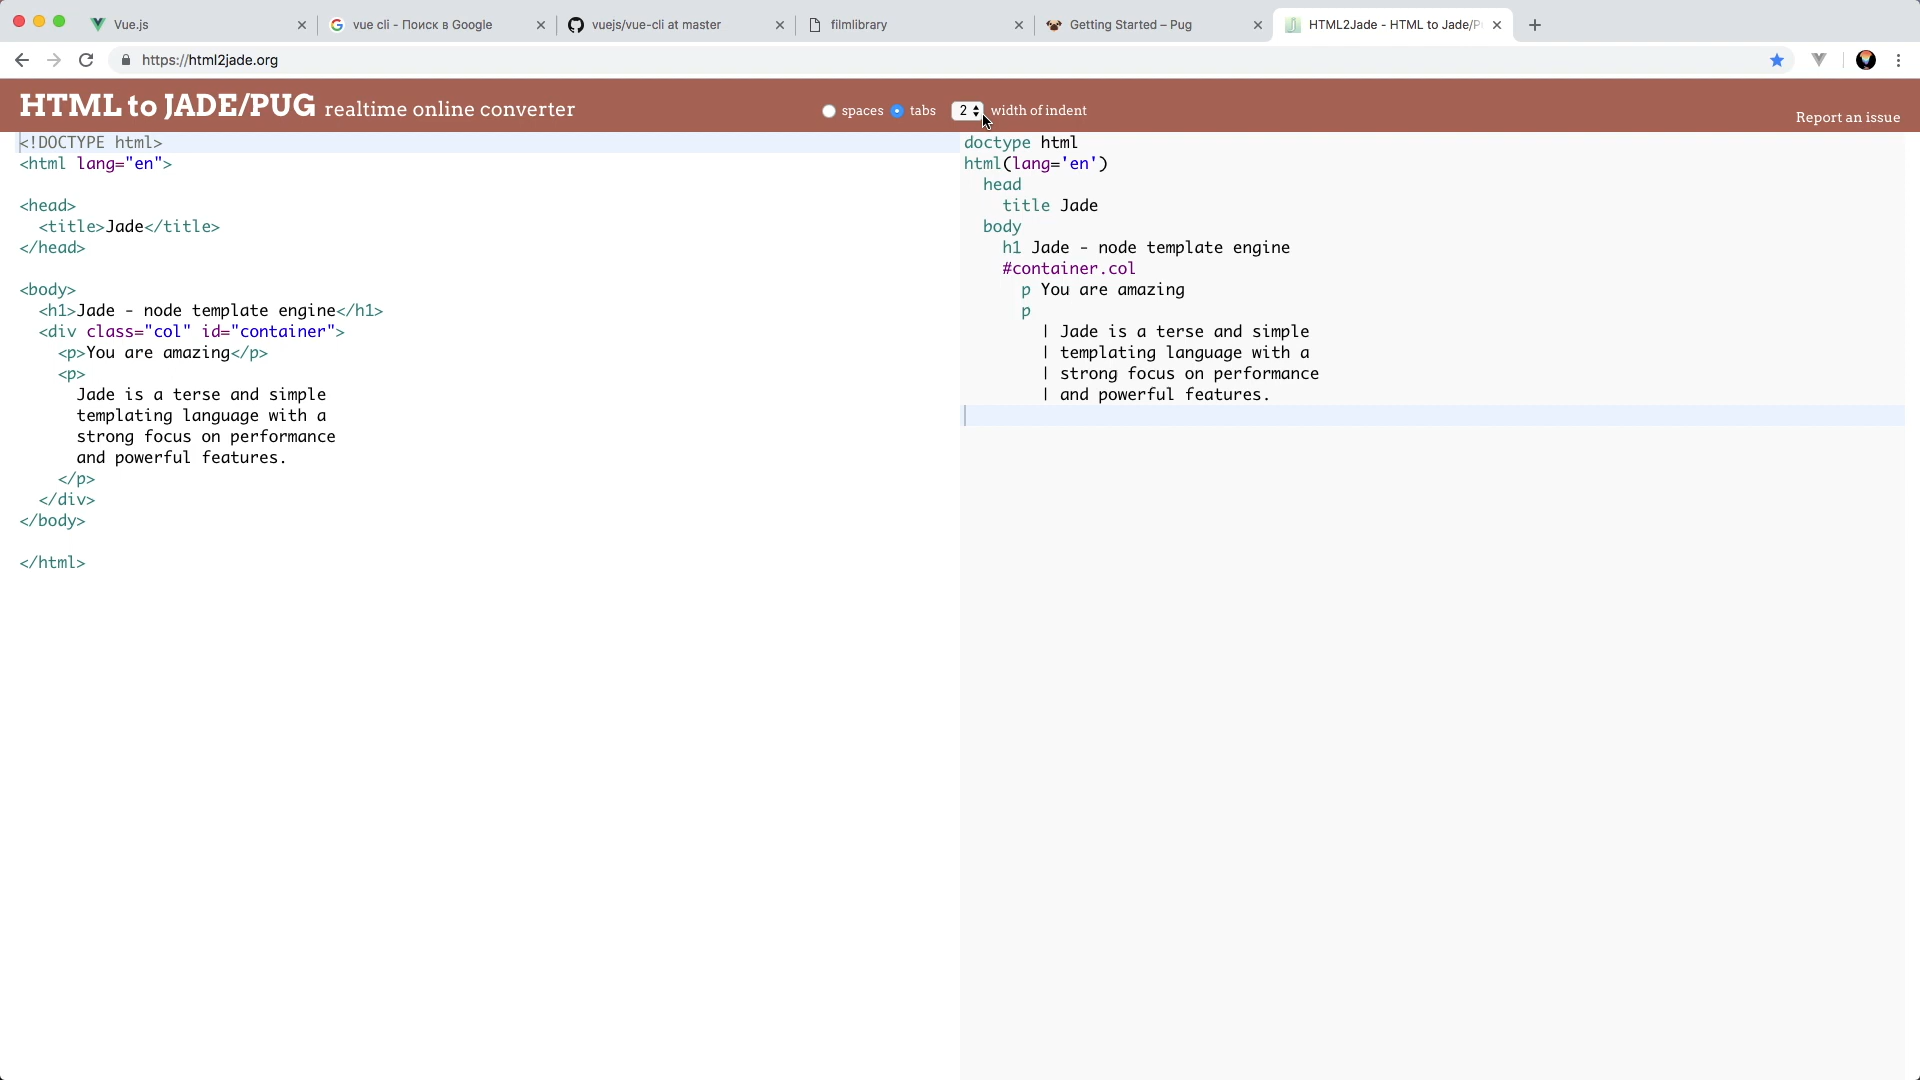 Vue.js
vue cli - Поиск в Google
vuejs/vue-cli at master
filmlibrary
Getting Started – Pug
HTML2Jade - HTML to Jade/P
https://html2jade.org
HTML to JADE/PUG realtime online converter
spaces tabs 2 width of indent
Report an issue
<!DOCTYPE html>
<html lang="en">
<head>
<title>Jade</title>
</head>
<body>
<h1>Jade - node template engine</h1>
<div class="col" id="container">
<p>You are amazing</p>
<p>
Jade is a terse and simple
templating language with a
strong focus on performance
and powerful features.
</p>
</div>
</body>
</html>
doctype html
html(lang='en')
head
title Jade
body
h1 Jade - node template engine
#container.col
p You are amazing
p
| Jade is a terse and simple
| templating language with a
| strong focus on performance
| and powerful features.